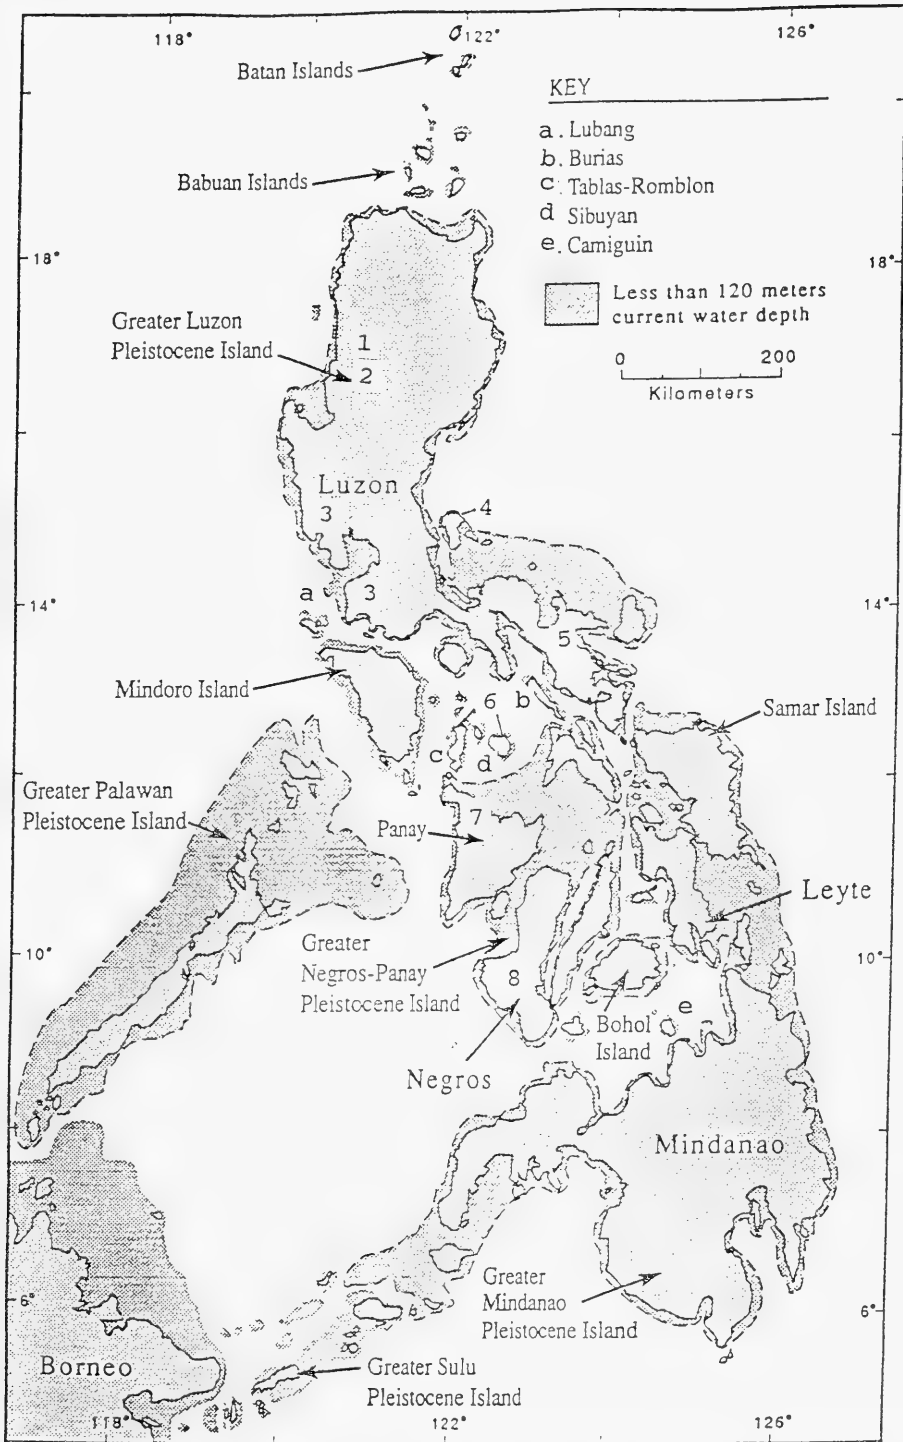 118°
122°
126°
Batan Islands
KEY
a. Lubang
b. Burias
c. Tablas-Romblon
d Sibuyan
e. Camiguin
Babuan Islands
18°
18°
Less than 120 meters
current water depth
Greater Luzon
Pleistocene Island
1
2
0 200
Kilometers
Luzon
3
4
14°
a
3
14°
5
Mindoro Island
6
b
Samar Island
c
d
Greater Palawan
Pleistocene Island
7
Panay
Leyte
10°
Greater
Negros-Panay
Pleistocene Island
8
10°
Bohol
Island
e
Negros
Mindanao
6°
Greater
Mindanao
Pleistocene Island
6°
Borneo
Greater Sulu
Pleistocene Island
118°
122°
126°